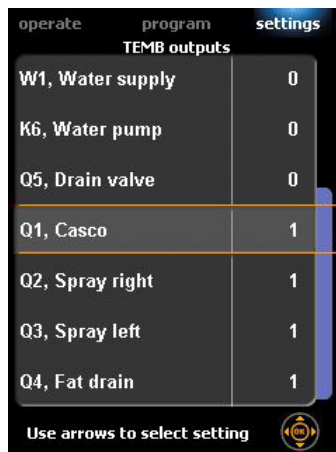 operate program settings
TEMB outputs
W1, Water supply 0
K6, Water pump 0
Q5, Drain valve 0
Q1, Casco 1
Q2, Spray right 1
Q3, Spray left 1
Q4, Fat drain 1
Use arrows to select setting OK